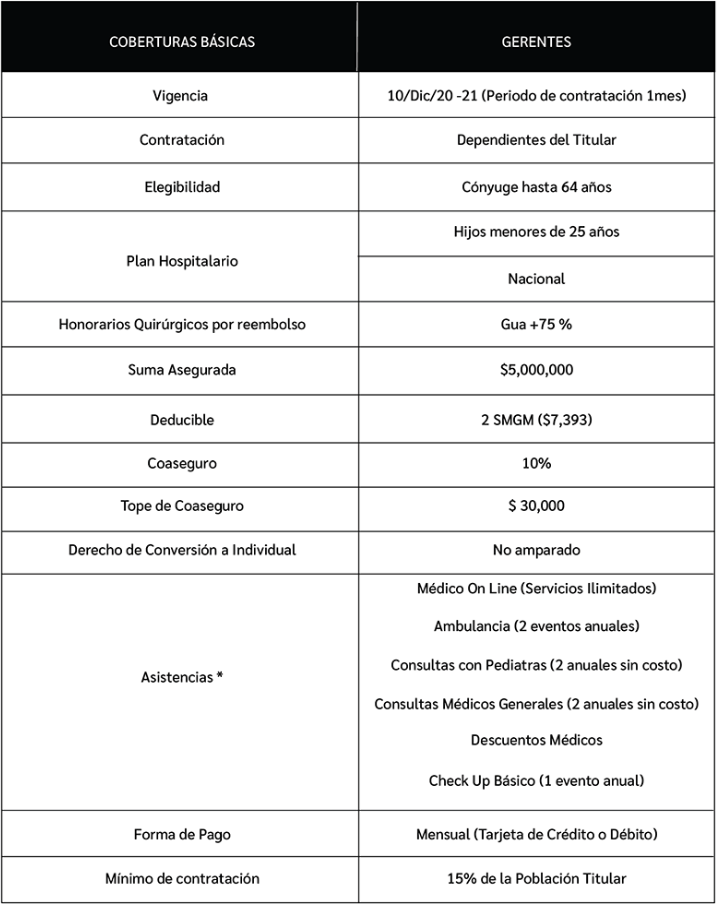 COBERTURAS BÁSICAS GERENTES
Vigencia 10/Dic/20 -21 (Periodo de contratación 1mes)
Contratación Dependientes del Titular
Elegibilidad Cónyuge hasta 64 años
Hijos menores de 25 años
Plan Hospitalario
Nacional
Honorarios Quirúrgicos por reembolso Gua +75 %
Suma Asegurada $5,000,000
Deducible 2 SMGM ($7,393)
Coaseguro 10%
Tope de Coaseguro $ 30,000
Derecho de Conversión a Individual No amparado
Médico On Line (Servicios Ilimitados)
Ambulancia (2 eventos anuales)
Consultas con Pediatras (2 anuales sin costo)
Asistencias *
Consultas Médicos Generales (2 anuales sin costo)
Descuentos Médicos
Check Up Básico (1 evento anual)
Forma de Pago Mensual (Tarjeta de Crédito o Débito)
Mínimo de contratación 15% de la Población Titular